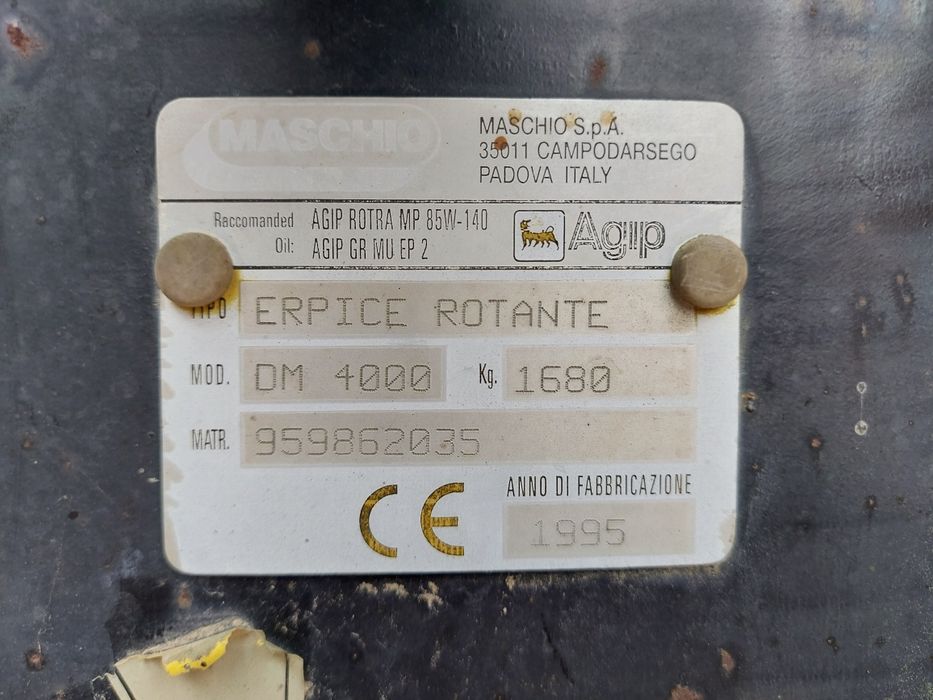 MASCHIO
MASCHIO S.p.A.
35011 CAMPODARSEGO
PADOVA ITALY
Raccomanded Oil:
AGIP ROTRA MP 85W-140
AGIP GR MU EP 2
Agip
TIPO ERPICE ROTANTE
MOD. DM 4000 Kg. 1680
MATR. 959862035
CE
ANNO DI FABBRICAZIONE
1995